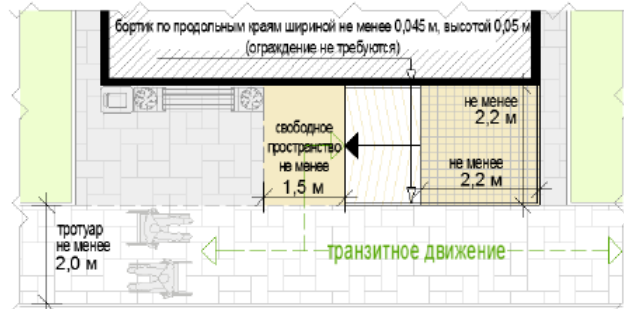 бортик по продольным краям шириной не менее 0,045 м, высотой 0,05 м
(ограждение не требуются)
не менее
2,2 м
свободное
пространство
не менее
1,5 м
не менее
2,2 м
тротуар
не менее
2,0 м
транзитное движение